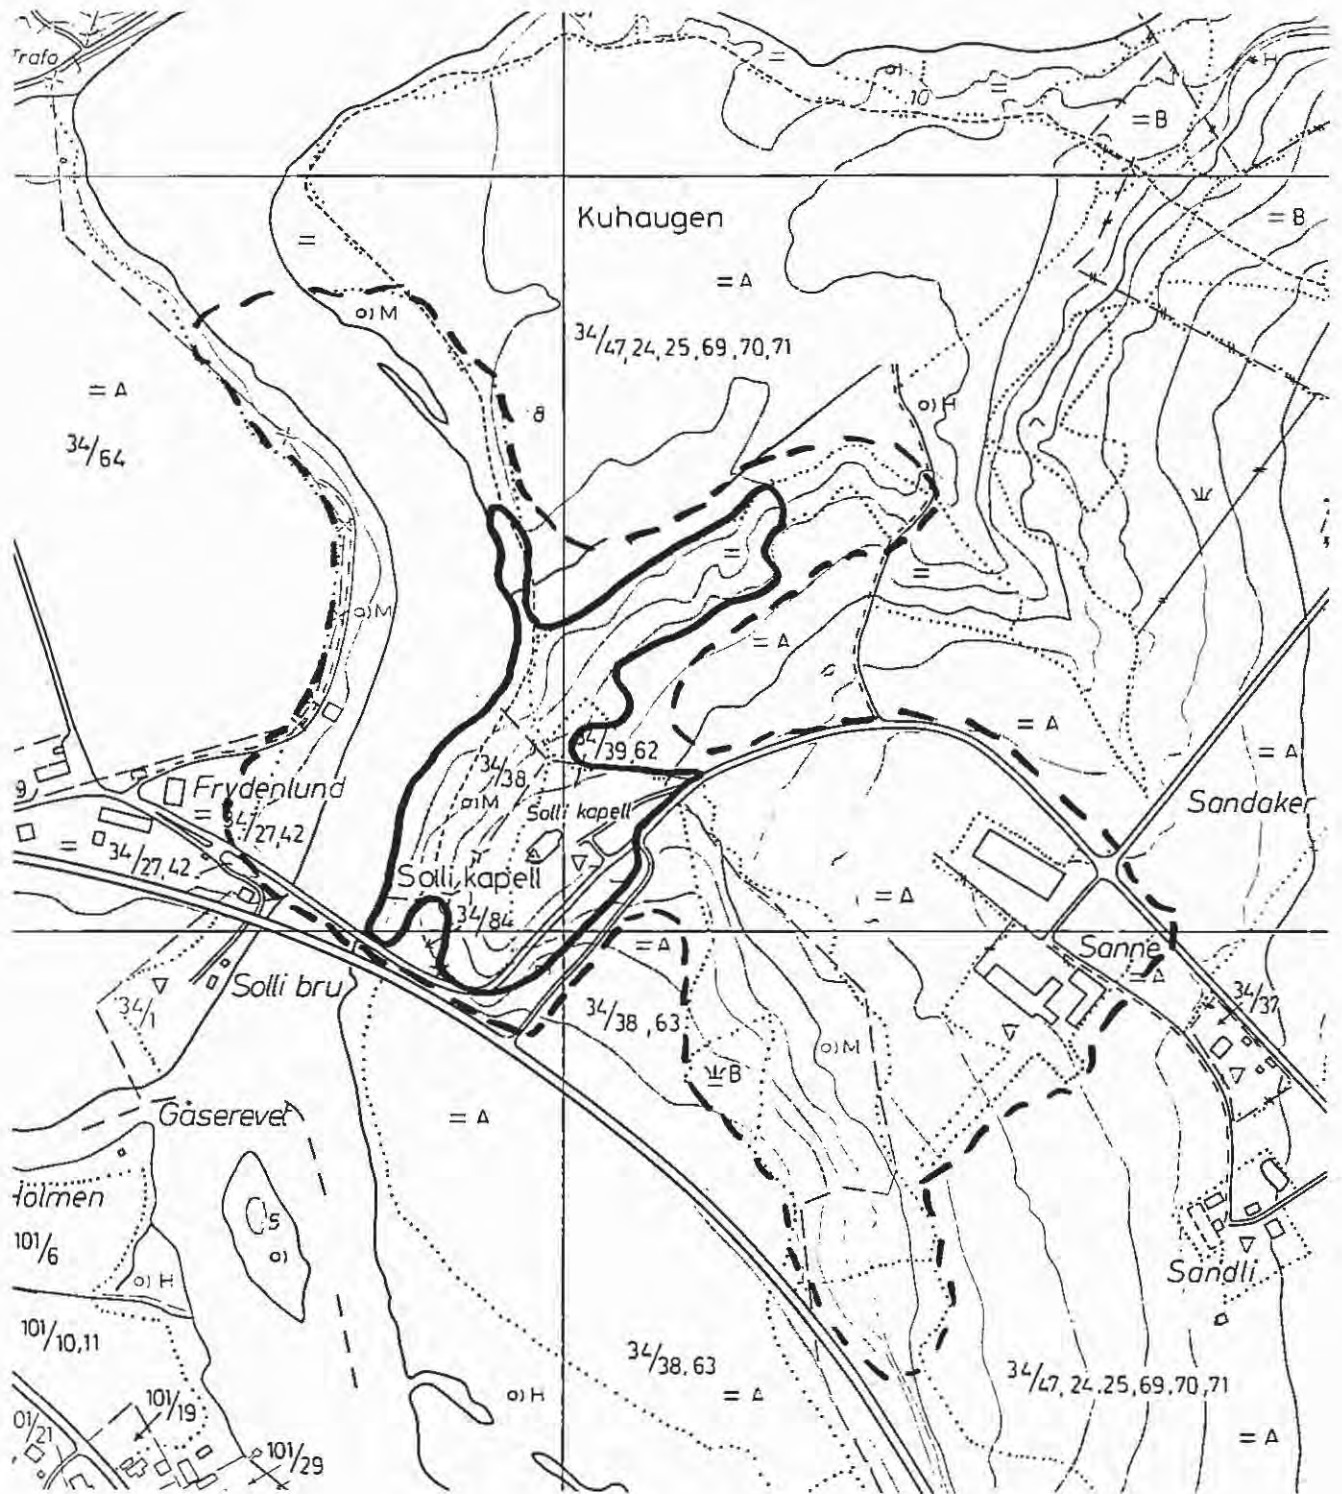 H
10
= B
Kuhaugen
= B
= A
o) M
34/47,24,25,69,70,71
= A
8
o) H
34/64
o) M
= A
= A
34/39,62
= A
9
Frydenlund
34/38
o) M
Solli kapell
Sandaker
34/27,42
34/27,42
Solli kapell
= A
34/84
= A
Sanne
= A
Solli bru
34/1
34/38,63
34/37
o) M
B
Gåserevet
= A
Holmen
5
o)
101/6
o) H
Sandli
101/10,11
34/38,63
34/47,24.25,69,70,71
= A
o) H
101/19
01/21
= A
101/29